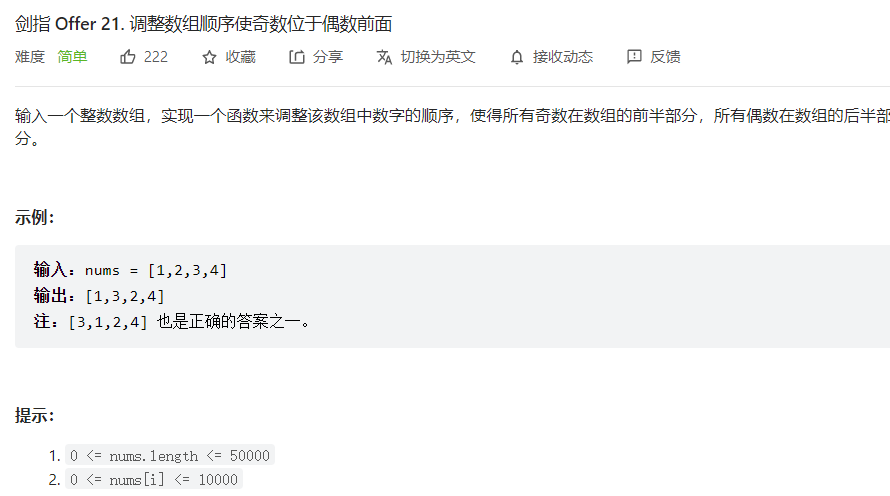 剑指 Offer 21. 调整数组顺序使奇数位于偶数前面
难度 简单 222 收藏 分享 切换为英文 接收动态 反馈
输入一个整数数组，实现一个函数来调整该数组中数字的顺序，使得所有奇数在数组的前半部分，所有偶数在数组的后半部
分。
示例：
输入：nums = [1,2,3,4]
输出：[1,3,2,4]
注：[3,1,2,4] 也是正确的答案之一。
提示：
1. 0 <= nums.length <= 50000
2. 0 <= nums[i] <= 10000